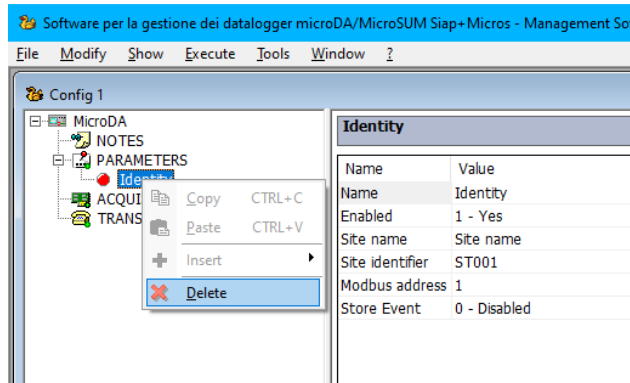 Software per la gestione dei datalogger microDA/MicroSUM Siap+Micros - Management So
File Modify Show Execute Tools Window ?
Config 1
MicroDA
NOTES
PARAMETERS
Identity
ACQUI
TRANS
Copy CTRL+C
Paste CTRL+V
Insert
Delete
Identity
Name Value
Name Identity
Enabled 1 - Yes
Site name Site name
Site identifier ST001
Modbus address 1
Store Event 0 - Disabled